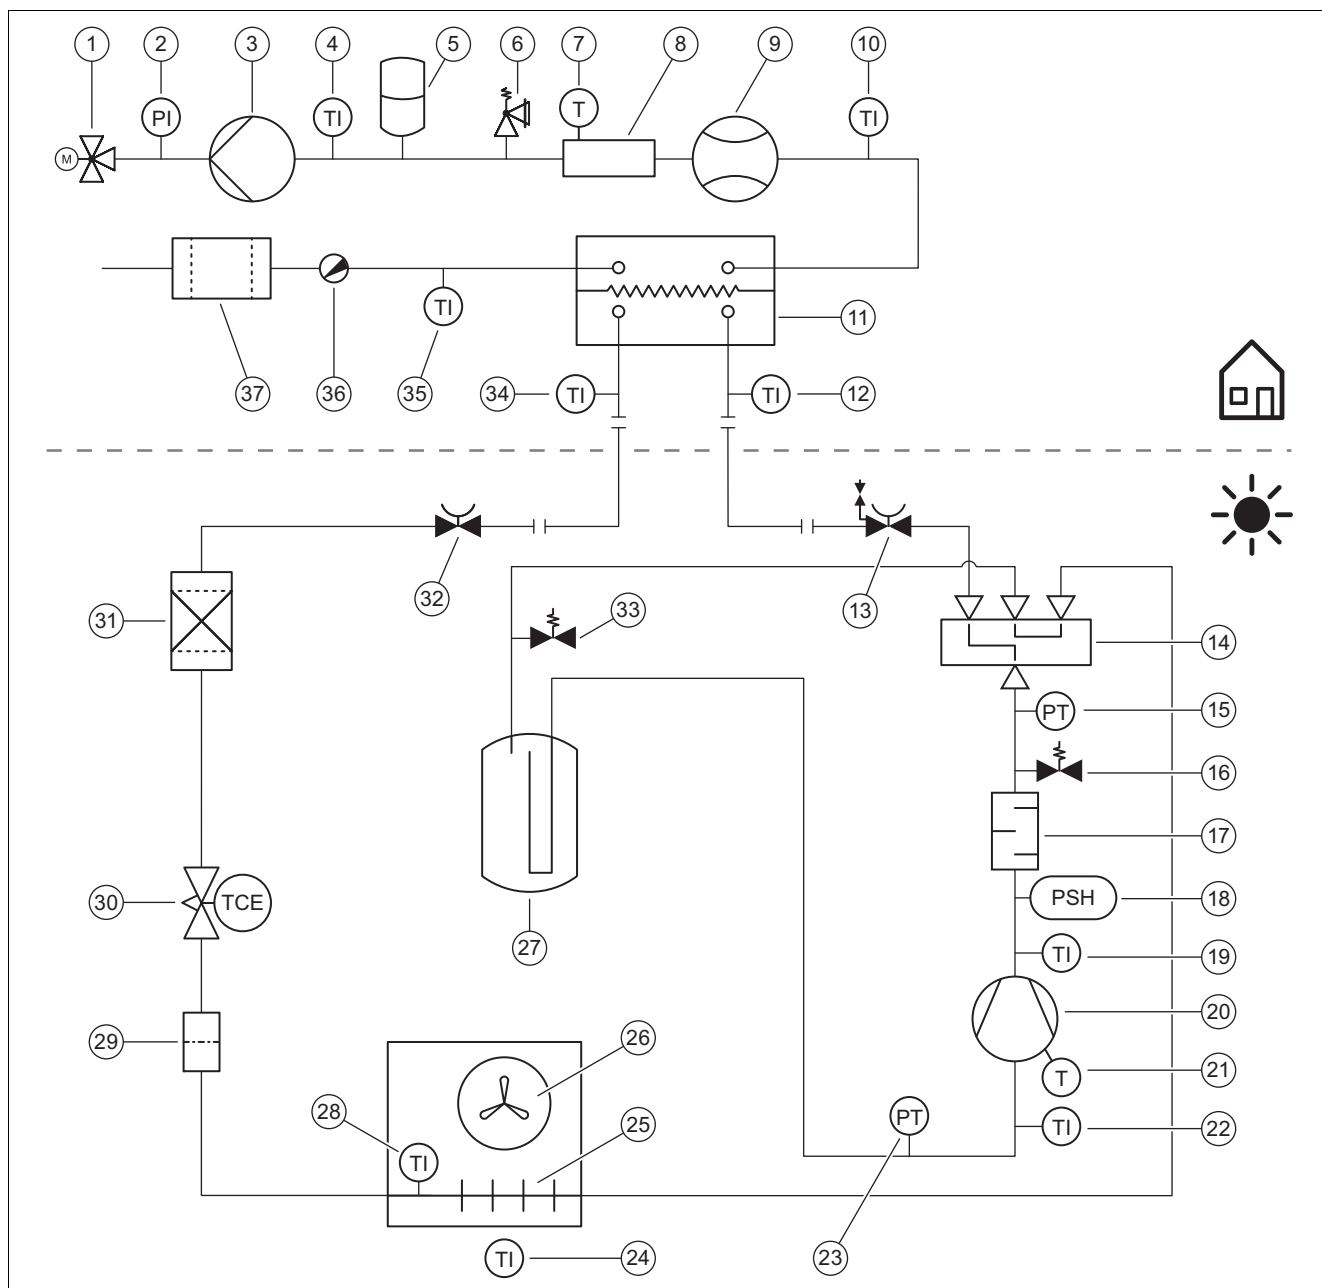 1 2 3 4 5 6 7 8 9 10
PI TI T TI
M
TI 11
37 36 35 34 TI TI 12
32 13
31 33 14
PT 15
16
17
30 TCE PSH 18
27 TI 19
20
29 26
T 21
28 25 PT TI 22
TI
TI 24 23